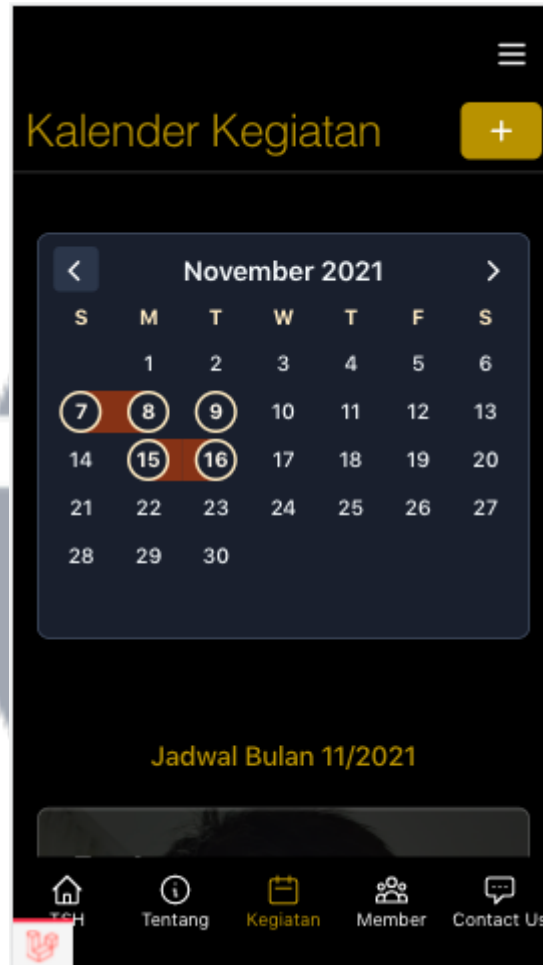 Kalender Kegiatan +
November 2021
S M T W T F S
1 2 3 4 5 6
7 8 9 10 11 12 13
14 15 16 17 18 19 20
21 22 23 24 25 26 27
28 29 30
Jadwal Bulan 11/2021
TSH Tentang Kegiatan Member Contact Us